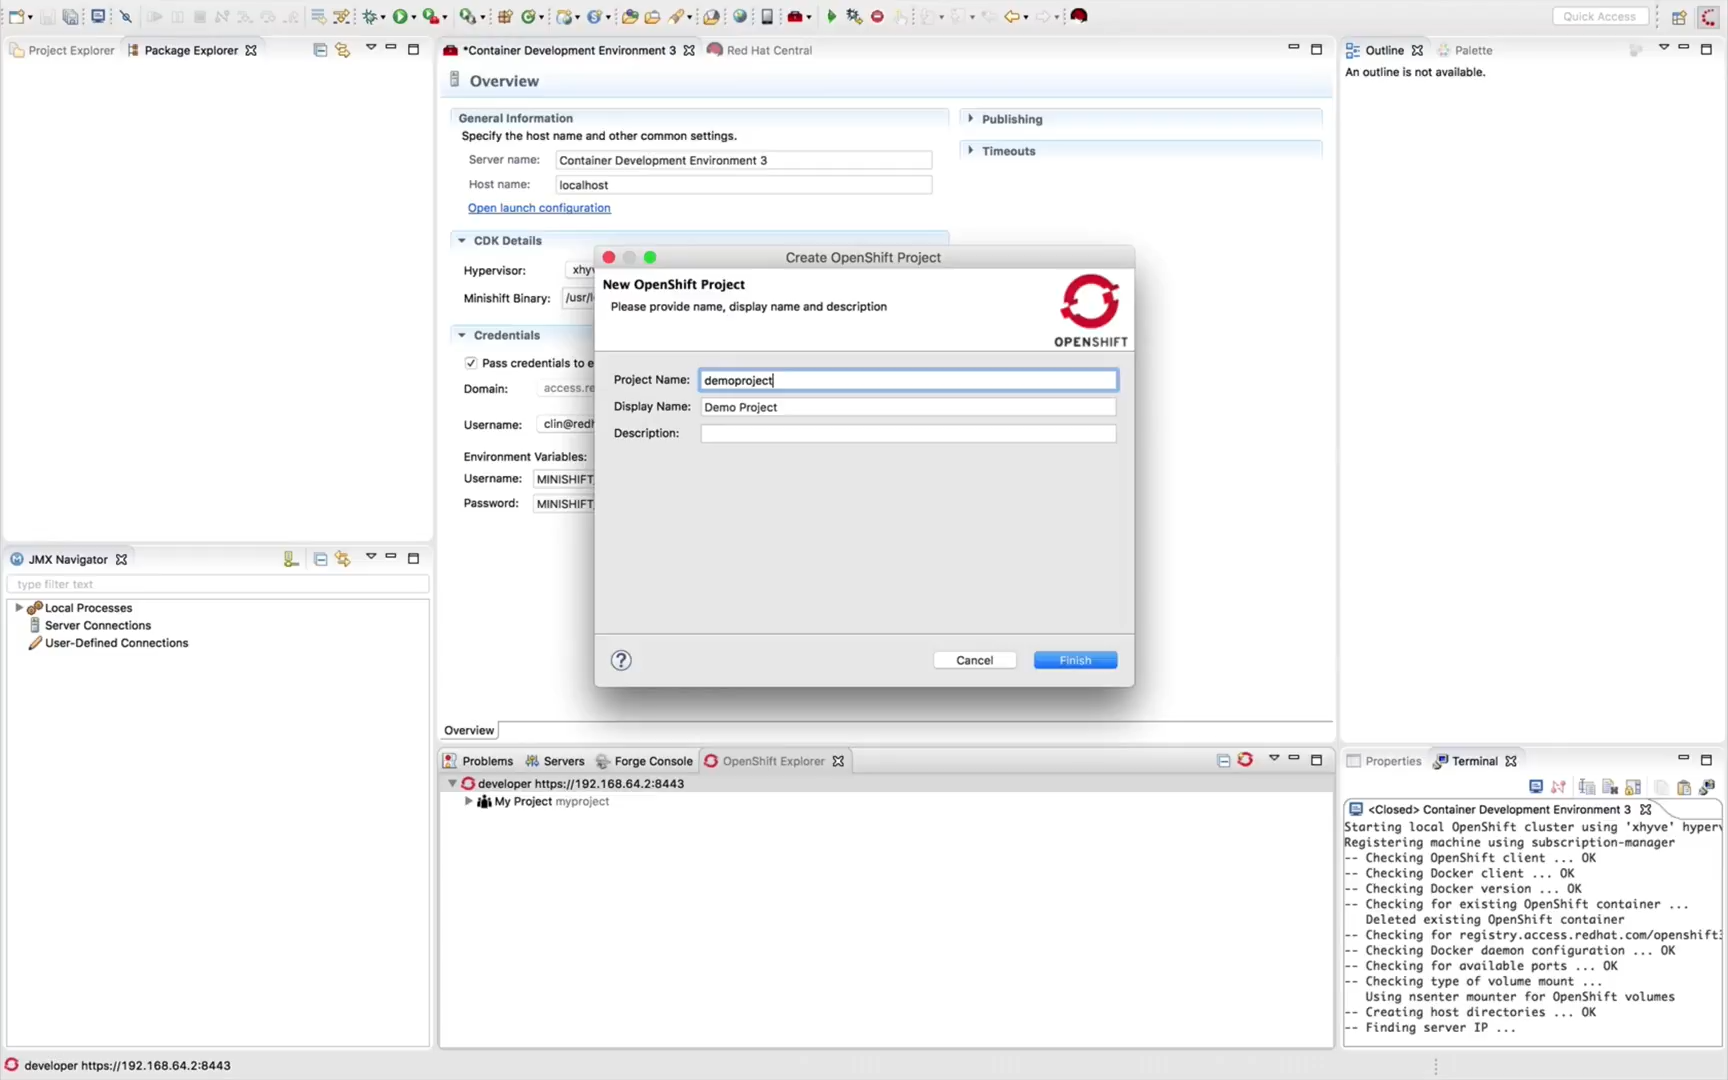 Quick Access
Project Explorer
Package Explorer
*Container Development Environment 3
Red Hat Central
Outline
Palette
An outline is not available.
Overview
General Information
Specify the host name and other common settings.
Server name:
Container Development Environment 3
Host name:
localhost
Open launch configuration
Publishing
Timeouts
CDK Details
Hypervisor:
xhyv
Minishift Binary:
/usr/l
Credentials
Pass credentials to e
Domain:
access.re
Username:
clin@redh
Environment Variables:
Username:
MINISHIFT_
Password:
MINISHIFT_
Create OpenShift Project
New OpenShift Project
Please provide name, display name and description
OPENSHIFT
Project Name:
demoproject
Display Name:
Demo Project
Description:
?
Cancel
Finish
JMX Navigator
type filter text
Local Processes
Server Connections
User-Defined Connections
Overview
Problems
Servers
Forge Console
OpenShift Explorer
developer https://192.168.64.2:8443
My Project myproject
Properties
Terminal
<Closed> Container Development Environment 3
Starting local OpenShift cluster using 'xhyve' hyperv
Registering machine using subscription-manager
-- Checking OpenShift client ... OK
-- Checking Docker client ... OK
-- Checking Docker version ... OK
-- Checking for existing OpenShift container ...
Deleted existing OpenShift container
-- Checking for registry.access.redhat.com/openshift3
-- Checking Docker daemon configuration ... OK
-- Checking for available ports ... OK
-- Checking type of volume mount ...
Using nsenter mounter for OpenShift volumes
-- Creating host directories ... OK
-- Finding server IP ...
developer https://192.168.64.2:8443